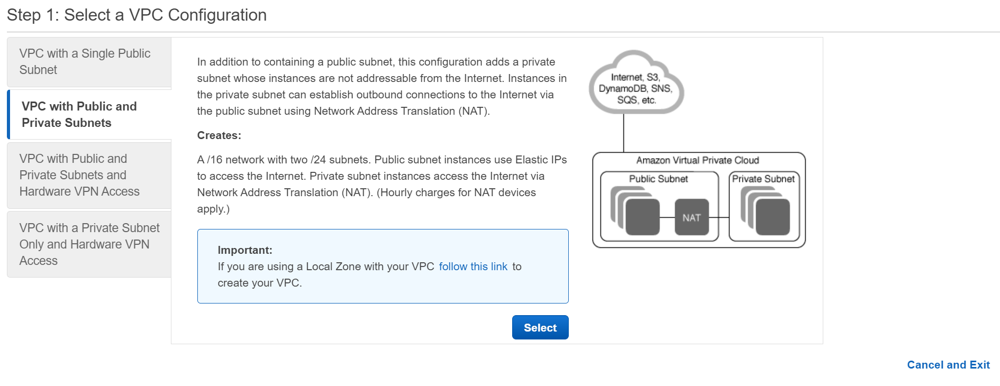 Step 1: Select a VPC Configuration
VPC with a Single Public
Subnet
VPC with Public and
Private Subnets
VPC with Public and
Private Subnets and
Hardware VPN Access
VPC with a Private Subnet
Only and Hardware VPN
Access
In addition to containing a public subnet, this configuration adds a private
subnet whose instances are not addressable from the Internet. Instances in
the private subnet can establish outbound connections to the Internet via
the public subnet using Network Address Translation (NAT).
Creates:
A /16 network with two /24 subnets. Public subnet instances use Elastic IPs
to access the Internet. Private subnet instances access the Internet via
Network Address Translation (NAT). (Hourly charges for NAT devices
apply.)
Important:
If you are using a Local Zone with your VPC follow this link to
create your VPC.
Select
Internet, S3,
DynamoDB, SNS,
SQS, etc.
Amazon Virtual Private Cloud
Public Subnet
Private Subnet
NAT
Cancel and Exit